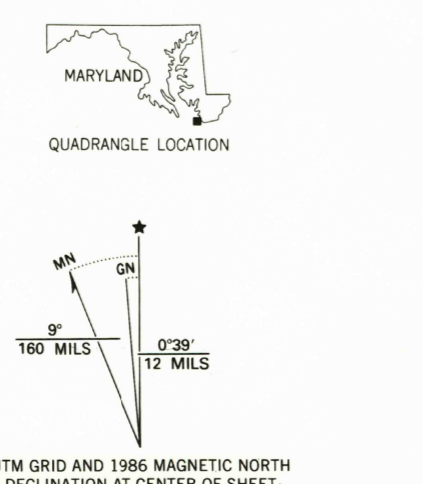 MARYLAND
QUADRANGLE LOCATION
MN
GN
9°
160 MILS
0°39′
12 MILS
UTM GRID AND 1986 MAGNETIC NORTH
DECLINATION AT CENTER OF SHEET